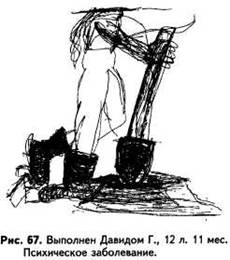 Рис. 67. Выполнен Давидом Г., 12 л. 11 мес.
Психическое заболевание.